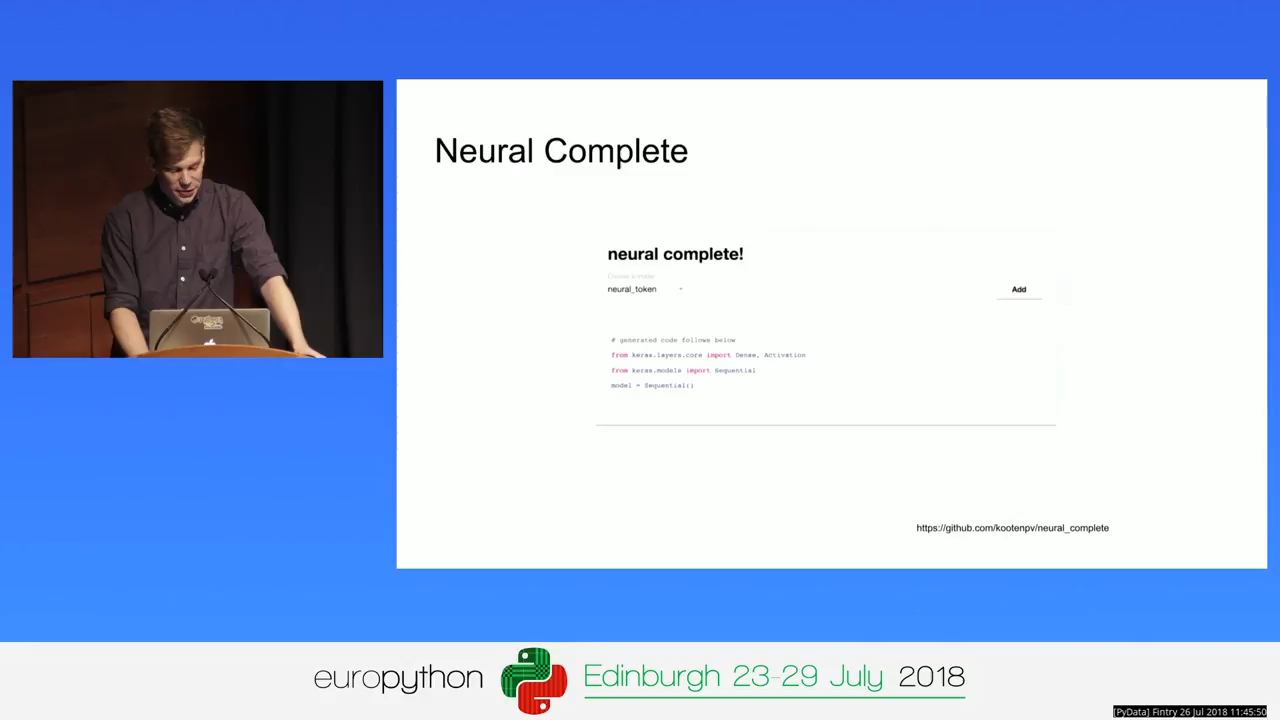 Neural Complete
neural complete!
Choose a model
neural_token
Add
# generated code follows below
from keras.layers.core import Dense, Activation
from keras.models import Sequential
model = Sequential()
https://github.com/kootenpv/neural_complete
europython
Edinburgh 23-29 July 2018
[PyData] Fintry 26 Jul 2018 11:45:50